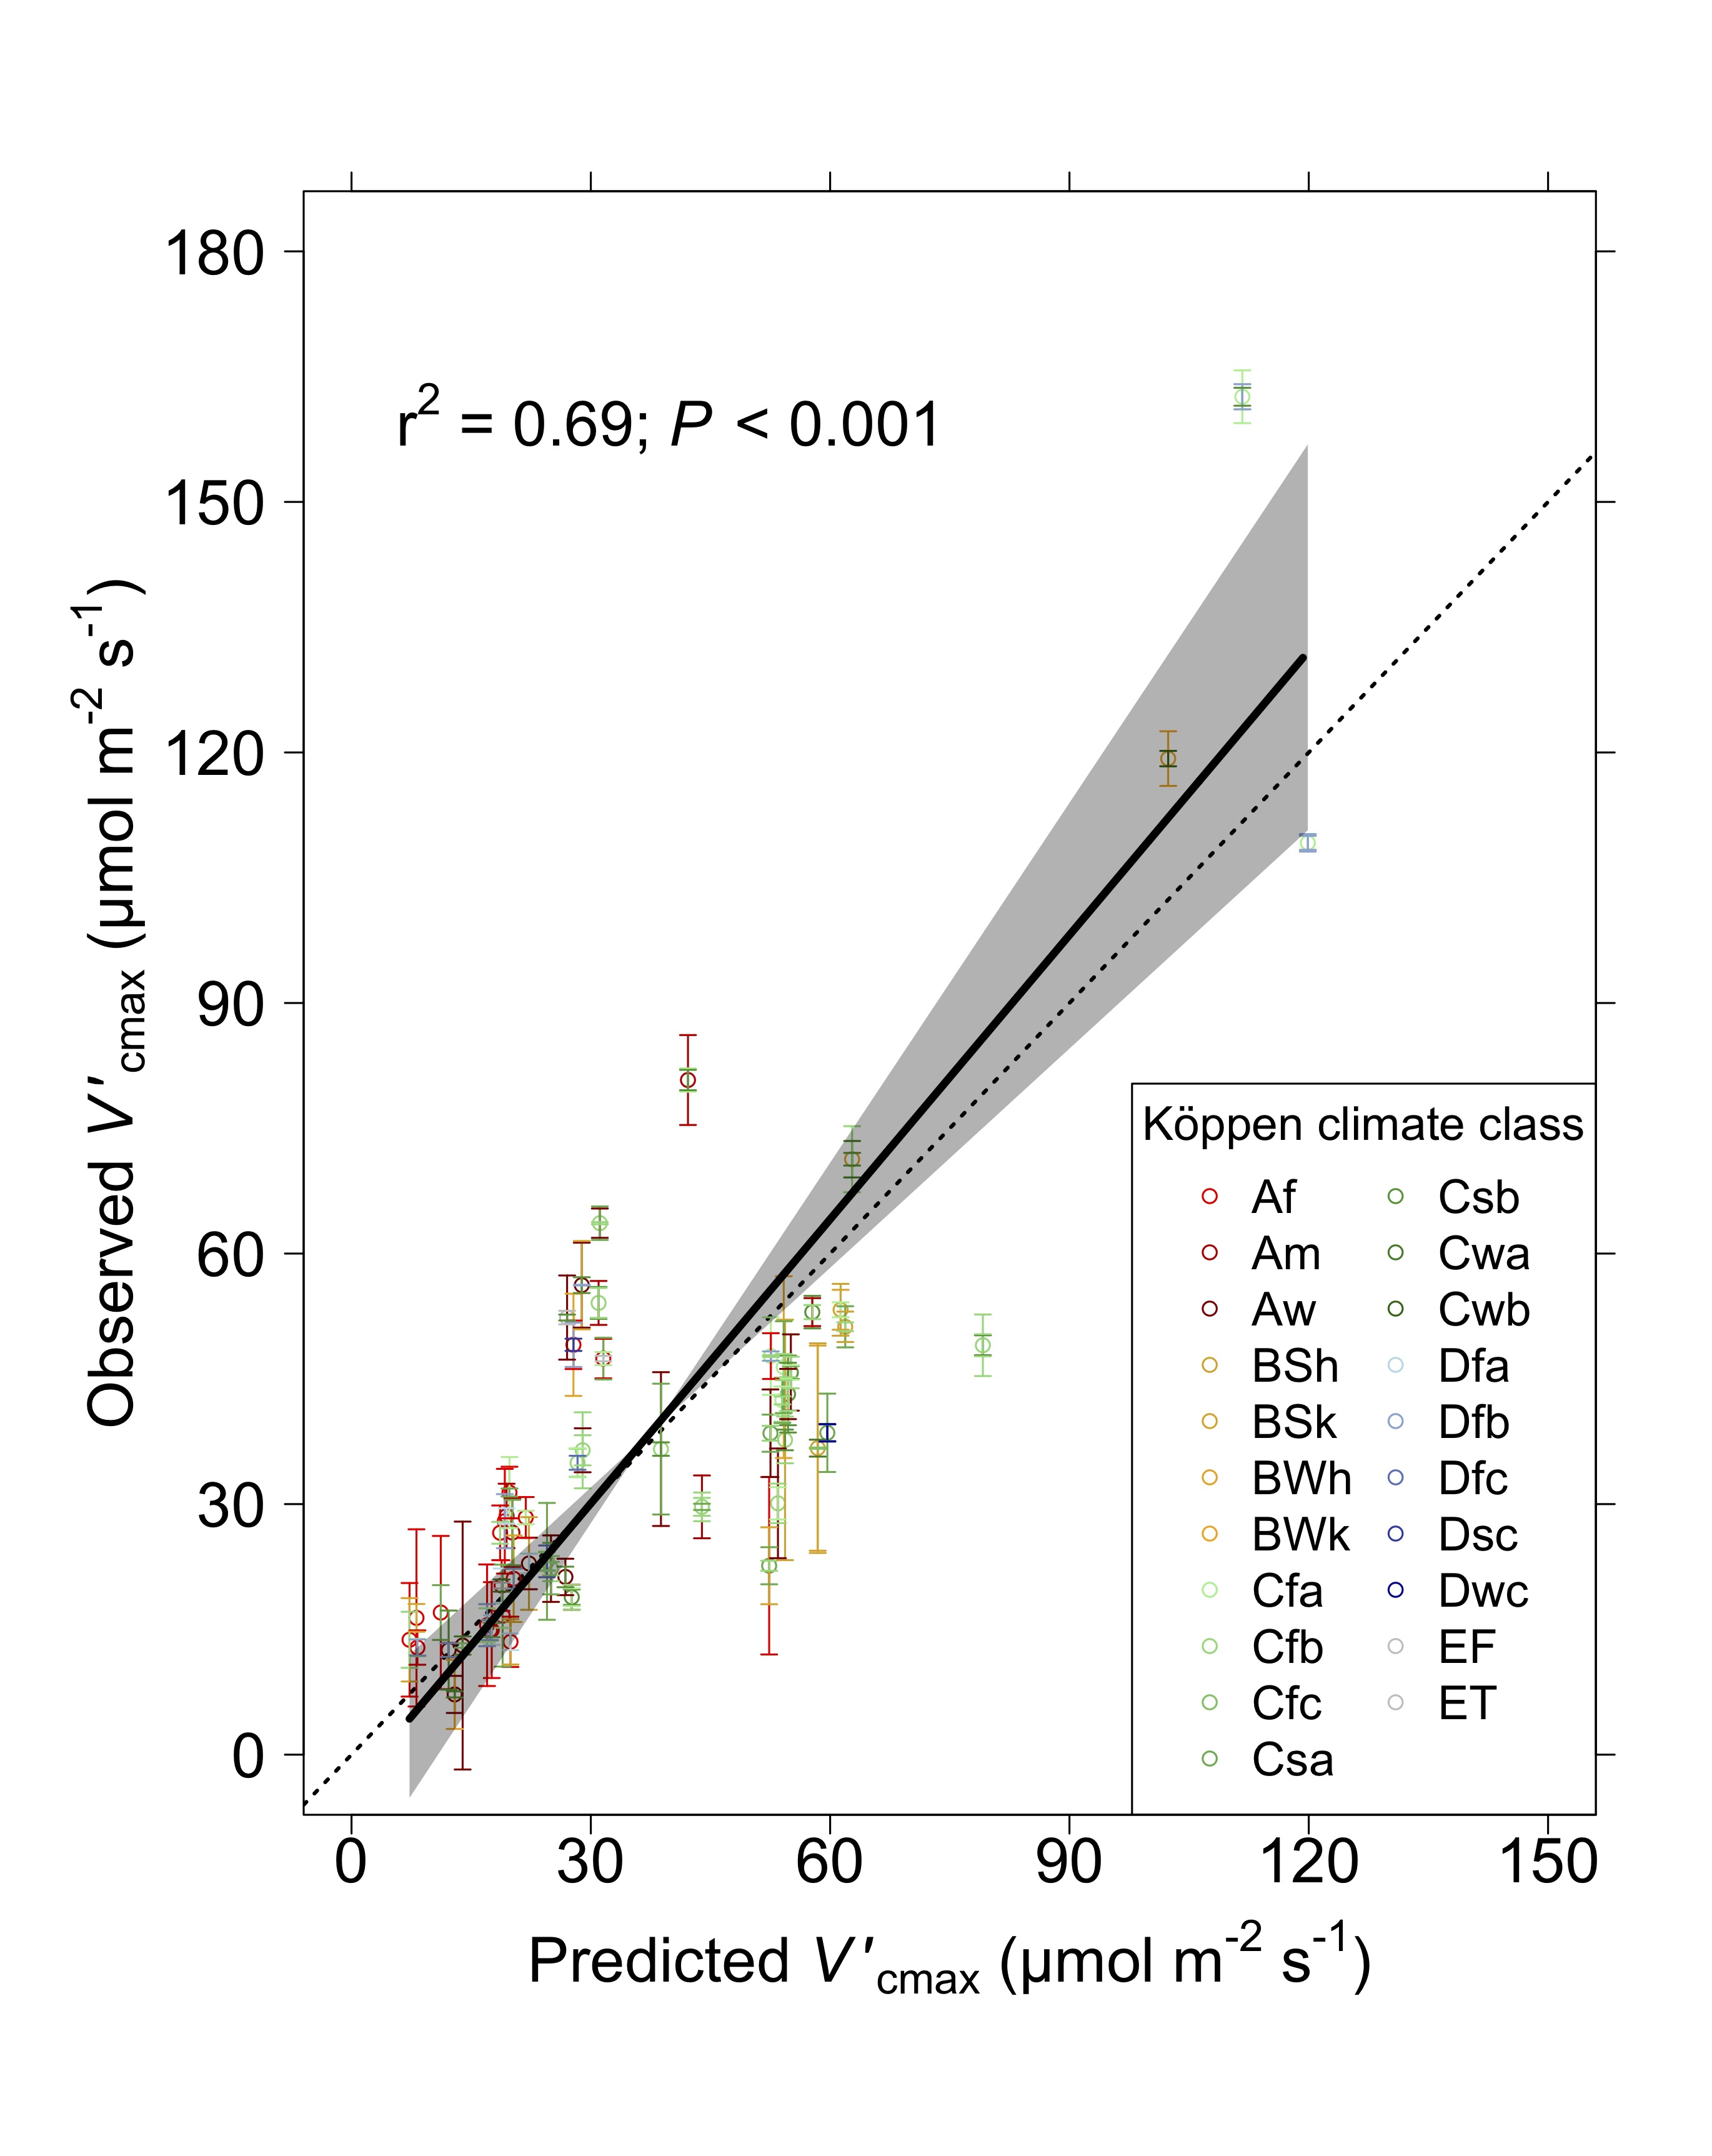 180
150
120
90
60
30
0
Observed V'cmax (μmol m-2 s-1)
r2 = 0.69; P < 0.001
Köppen climate class
Af
Am
Aw
BSh
BSk
BWh
BWk
Cfa
Cfb
Cfc
Csa
Csb
Cwa
Cwb
Dfa
Dfb
Dfc
Dsc
Dwc
EF
ET
0 30 60 90 120 150
Predicted V'cmax (μmol m-2 s-1)